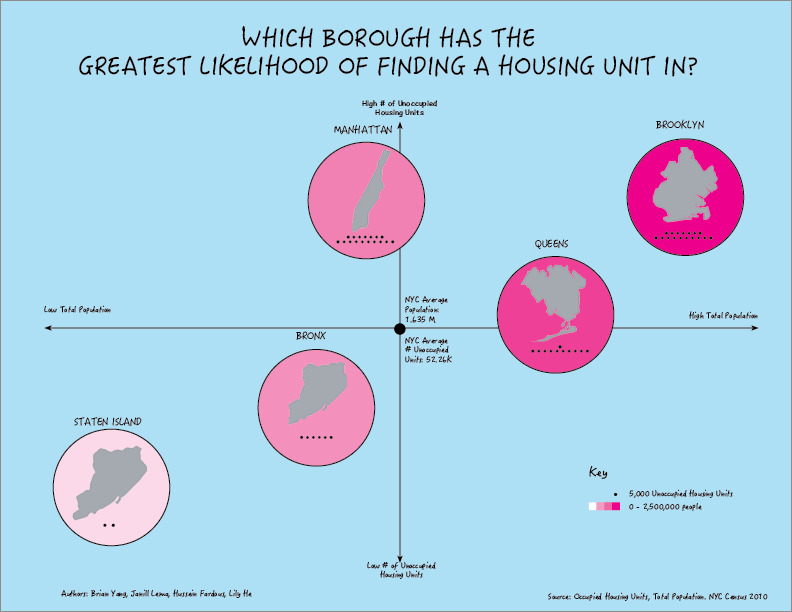 WHICH BOROUGH HAS THE
GREATEST LIKELIHOOD OF FINDING A HOUSING UNIT IN?
High # of Unoccupied
Housing Units
MANHATTAN
BROOKLYN
QUEENS
Low Total Population
NYC Average
Population:
1.635 M
High Total Population
NYC Average
# Unoccupied
Units: 52,26K
BRONX
STATEN ISLAND
Key
5,000 Unoccupied Housing Units
0 - 2,500,000 people
Low # of Unoccupied
Housing Units
Authors: Brian Yang, Jamill Lema, Hussein Fardous, Lily He
Source: Occupied Housing Units, Total Population. NYC Census 2010